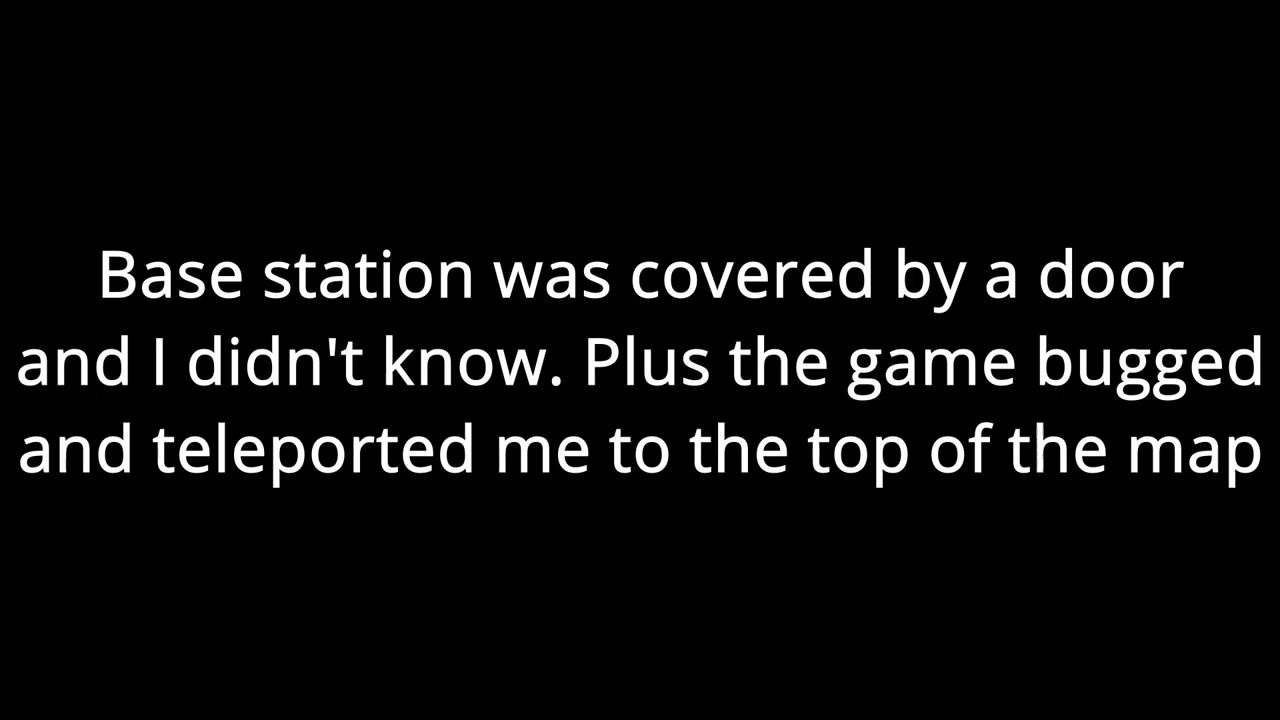 Base station was covered by a door
and I didn't know. Plus the game bugged
and teleported me to the top of the map